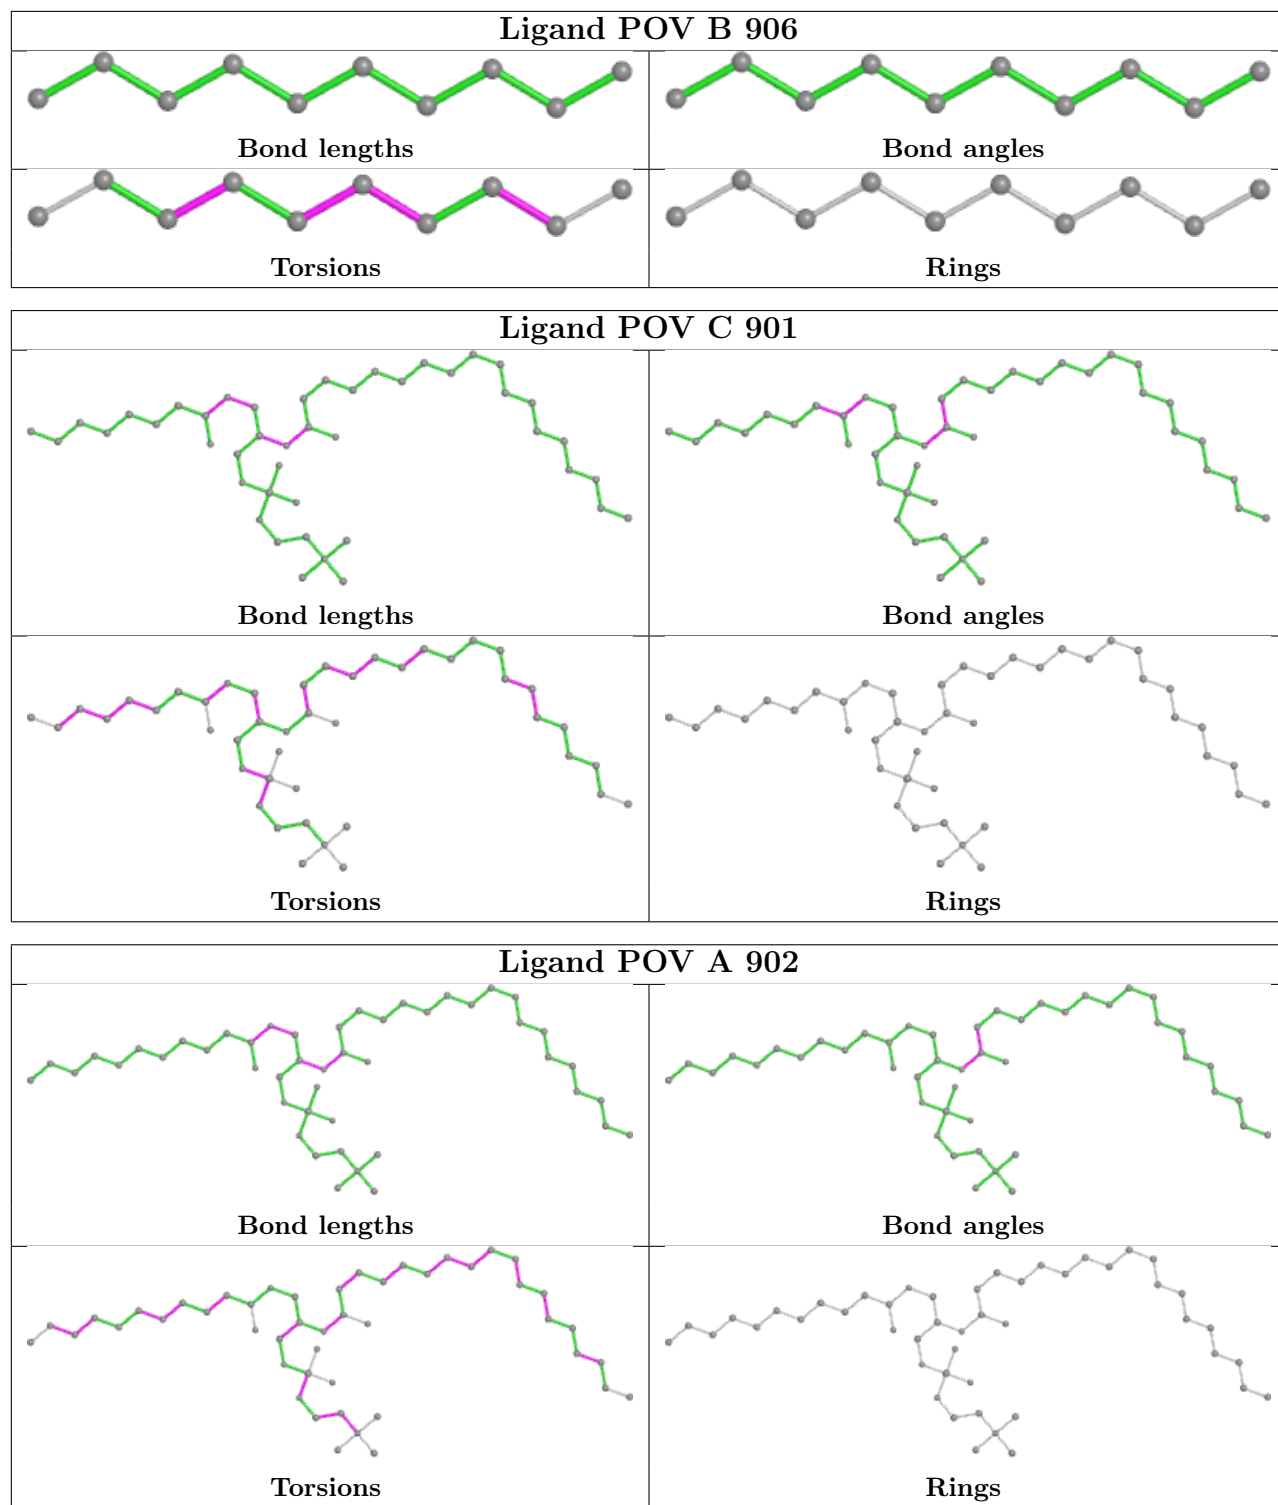 Ligand POV B 906
Bond lengths
Bond angles
Torsions
Rings
Ligand POV C 901
Bond lengths
Bond angles
Torsions
Rings
Ligand POV A 902
Bond lengths
Bond angles
Torsions
Rings